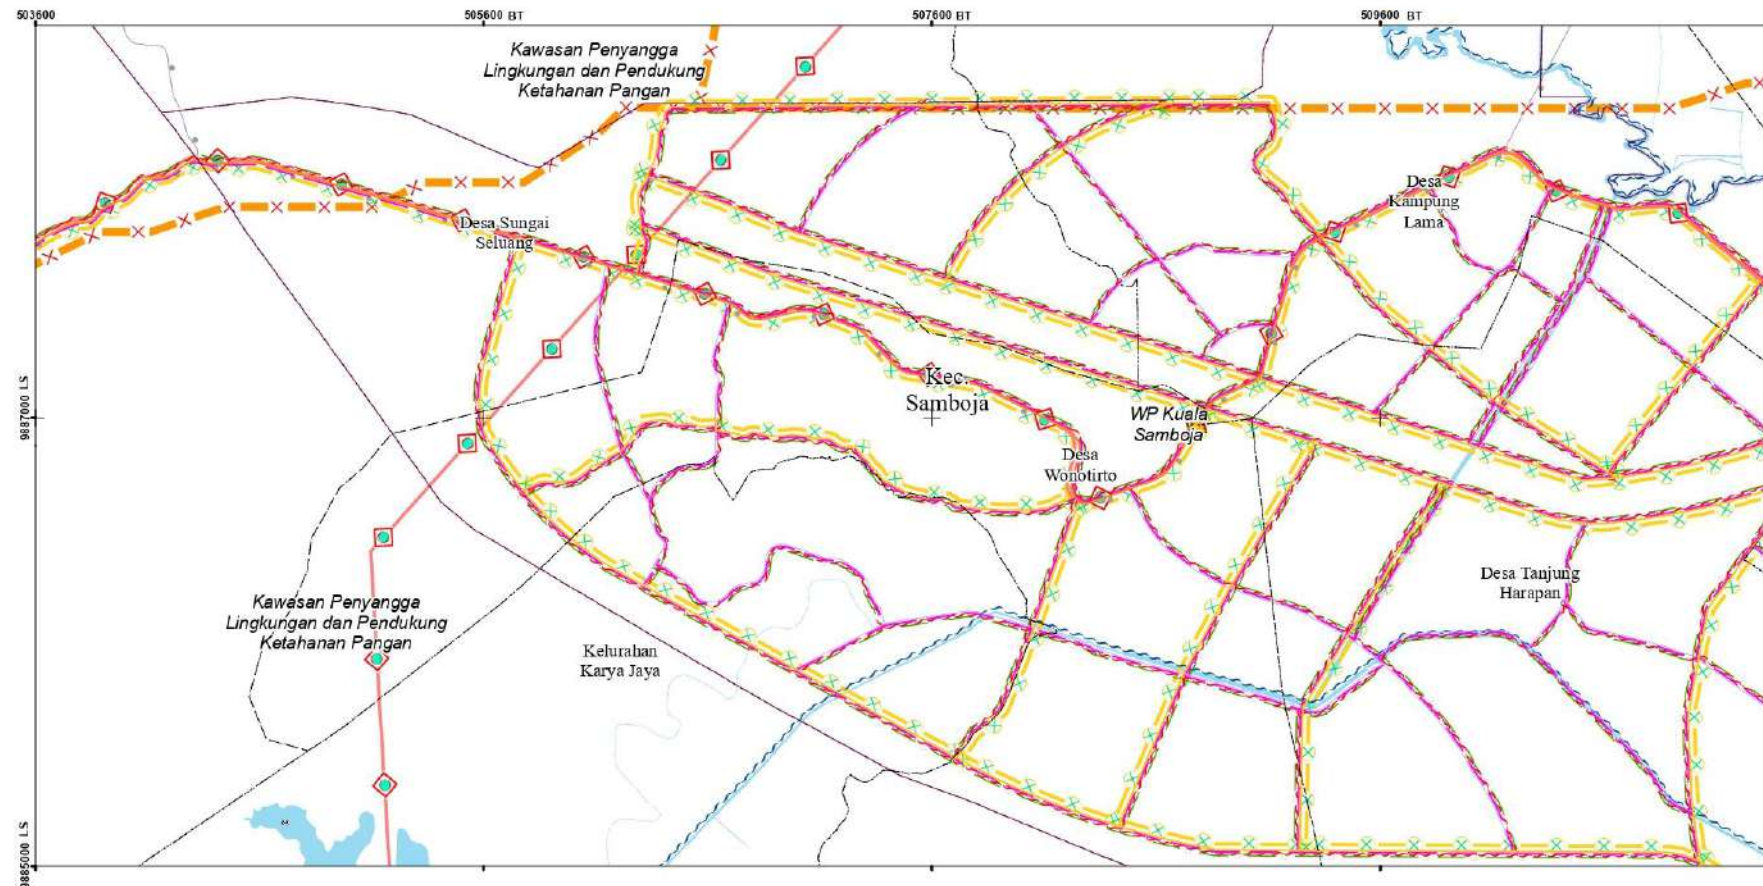 503600
505600 BT
507600 BT
509600 BT
Kawasan Penyangga
Lingkungan dan Pendukung
Ketahanan Pangan
Desa
Kampung
Lama
Desa Sungai
Seluang
Kec.
Samboja
WP Kuala
Samboja
9887000 LS
Desa
Wonotirto
Desa Tanjung
Harapan
Kawasan Penyangga
Lingkungan dan Pendukung
Ketahanan Pangan
Kelurahan
Karya Jaya
9885000 LS